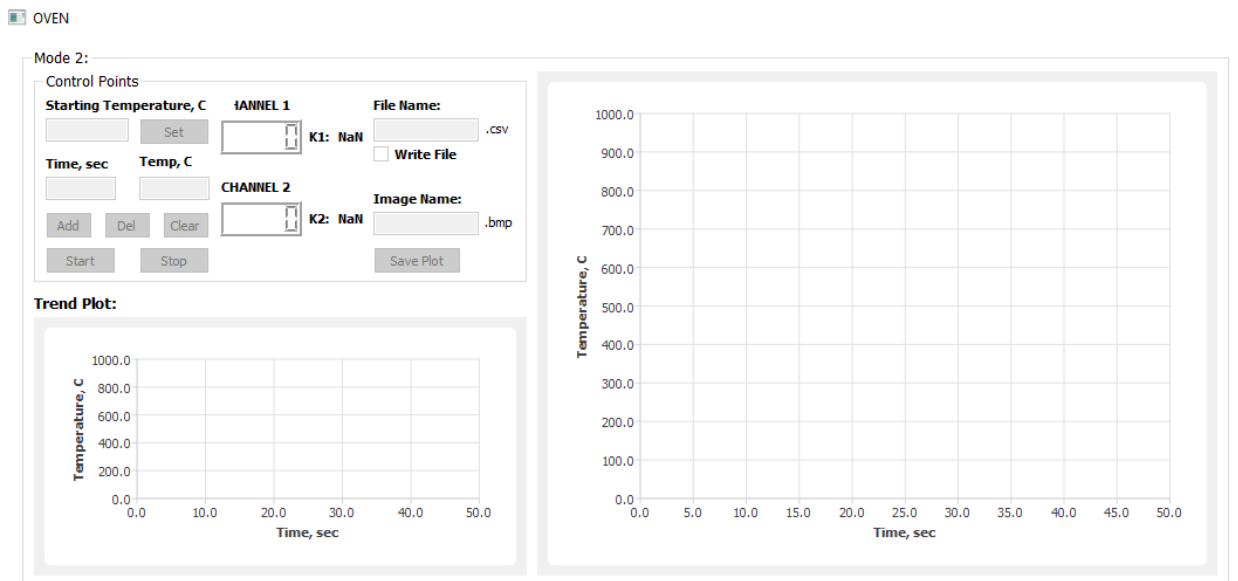 OVEN
Mode 2:
Control Points
Starting Temperature, C
Set
Time, sec
Temp, C
Add
Del
Clear
Start
Stop
HANNEL 1
0
K1: NaN
CHANNEL 2
0
K2: NaN
File Name:
.csv
Write File
Image Name:
.bmp
Save Plot
Trend Plot:
Temperature, C
1000.0
800.0
600.0
400.0
200.0
0.0
0.0 10.0 20.0 30.0 40.0 50.0
Time, sec
Temperature, C
1000.0
900.0
800.0
700.0
600.0
500.0
400.0
300.0
200.0
100.0
0.0
0.0 5.0 10.0 15.0 20.0 25.0 30.0 35.0 40.0 45.0 50.0
Time, sec